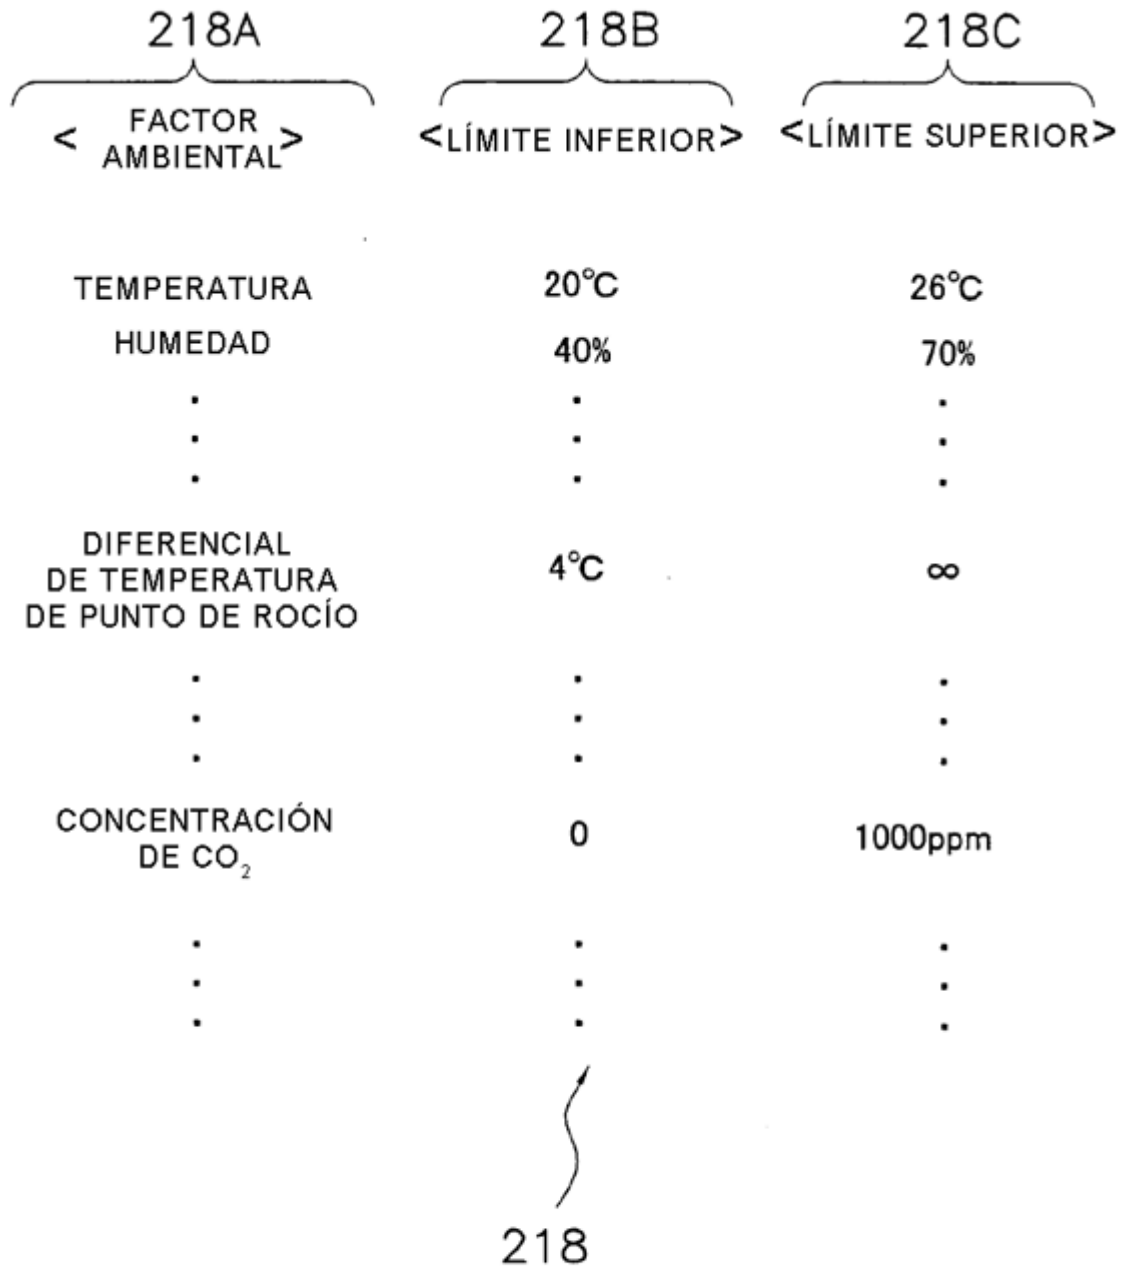 218A 218B 218C
< FACTOR AMBIENTAL > <LÍMITE INFERIOR> <LÍMITE SUPERIOR>
TEMPERATURA 20°C 26°C
HUMEDAD 40% 70%
. . .
. . .
. . .
DIFERENCIAL
DE TEMPERATURA 4°C ∞
DE PUNTO DE ROCÍO
. . .
. . .
. . .
CONCENTRACIÓN
DE CO₂ 0 1000ppm
. . .
. . .
. . .
218